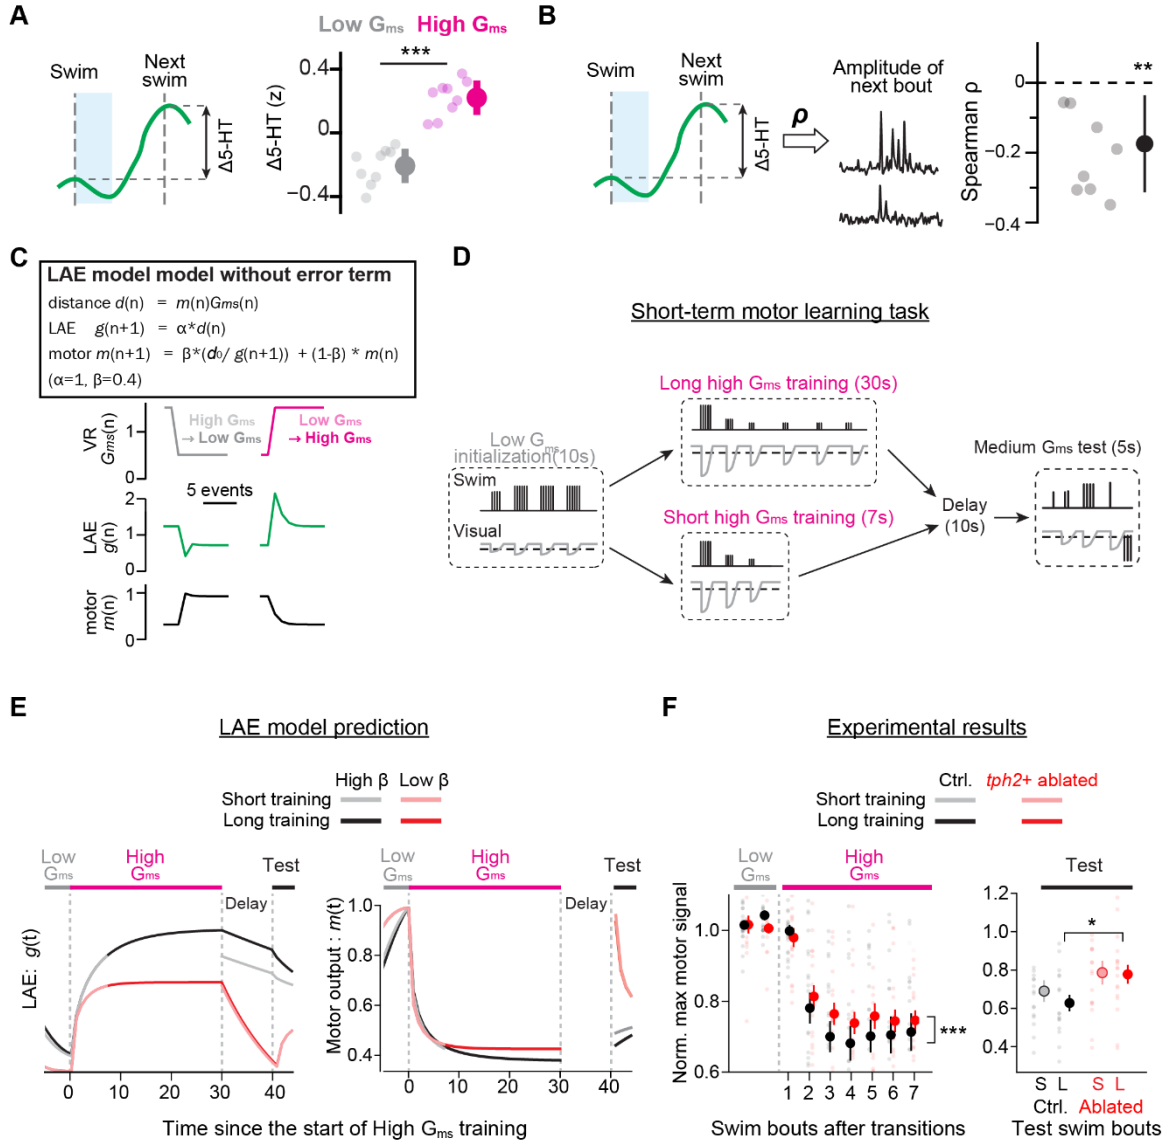 A
Low Gms High Gms
Swim
Next
swim
Δ5-HT
Δ5-HT (z)
0.4
0
−0.4
***
B
Swim
Next
swim
Δ5-HT
ρ
Amplitude of
next bout
Spearman ρ
0
−0.2
−0.4
**
C
LAE model model without error term
distance d(n) = m(n)Gms(n)
LAE g(n+1) = α*d(n)
motor m(n+1) = β*(d0/ g(n+1)) + (1-β) * m(n)
(α=1, β=0.4)
VR
Gms(n)
1
0
High Gms
→ Low Gms
Low Gms
→ High Gms
5 events
LAE
g(n)
2
1
0
motor
m(n)
1
0
D
Short-term motor learning task
Low Gms
initialization(10s)
Swim
Visual
Long high Gms training (30s)
Short high Gms training (7s)
Delay
(10s)
Medium Gms test (5s)
E
LAE model prediction
High β Low β
Short training
Long training
Low
Gms
High
Gms
Test
Delay
LAE: g(t)
0 10 20 30 40
Low
Gms
High
Gms
Test
Delay
Motor output : m(t)
1.0
0.8
0.6
0.4
0 10 20 30 40
Time since the start of High Gms training
F
Experimental results
Ctrl. tph2+ ablated
Short training
Long training
Low
Gms
High
Gms
Norm. max motor signal
1.0
0.8
0.6
***
1 2 3 4 5 6 7
Swim bouts after transitions
Test
1.2
1.0
0.8
0.6
0.4
*
S L S L
Ctrl. Ablated
Test swim bouts